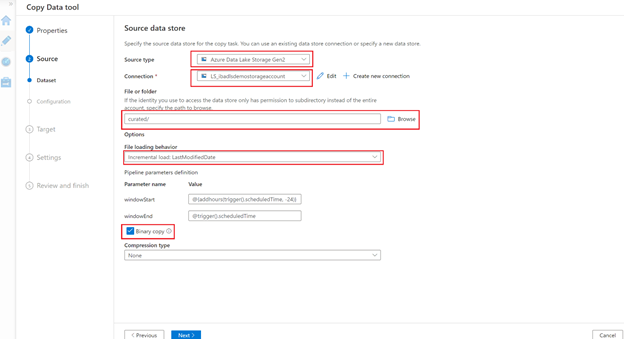 Copy Data tool
Properties
2 Source
Dataset
Configuration
3 Target
4 Settings
5 Review and finish
Source data store
Specify the source data store for the copy task. You can use an existing data store connection or specify a new data store.
Source type
Azure Data Lake Storage Gen2
Connection *
LS_loadisdemostorageaccount
Edit
Create new connection
File or folder
If the identity you use to access the data store only has permission to subdirectory instead of the entire
account, specify the path to browse.
curated/
Browse
Options
File loading behavior
Incremental load: LastModifiedDate
Pipeline parameters definition
Parameter name Value
windowStart @{addhours(trigger().scheduledTime, -24)}
windowEnd @trigger().scheduledTime
Binary copy
Compression type
None
< Previous
Next >
Cancel